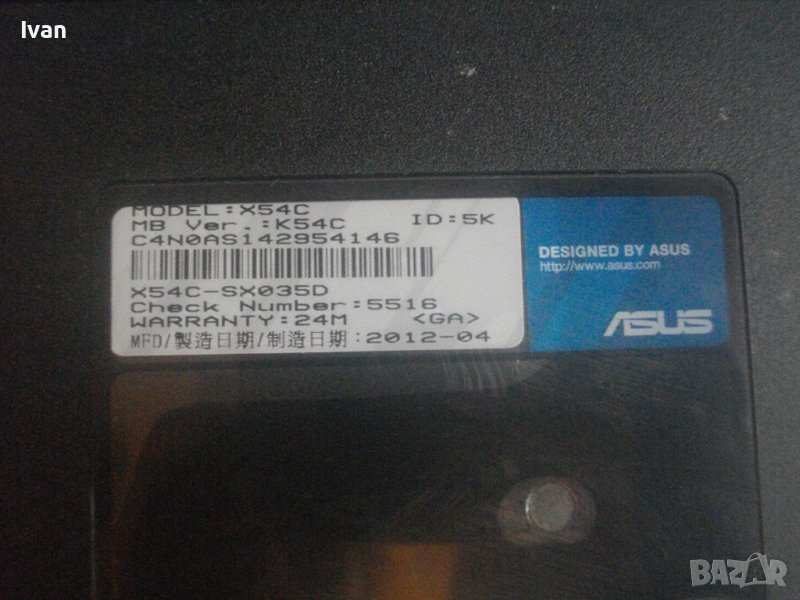 Ivan
MODEL:X54C
MB Ver.:K54C ID:5K
C4N0AS142954146
X54C-SX035D
Check Number:5516
WARRANTY:24M <GA>
MFD/製造日期/制造日期:2012-04
DESIGNED BY ASUS
http://www.asus.com
ASUS
BAZAR